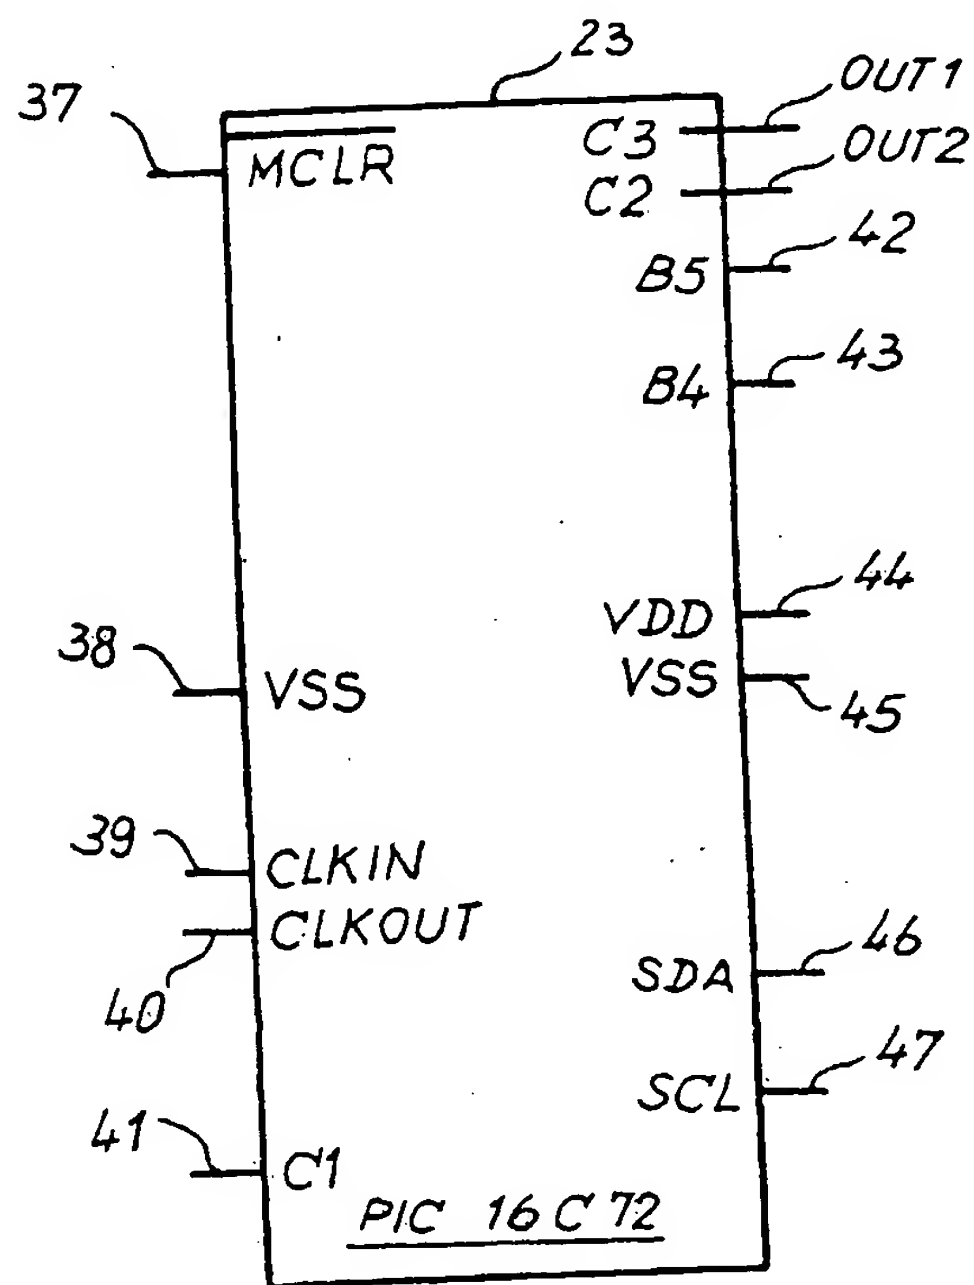 23
37
OUT1
MCLR
C3
OUT2
C2
42
B5
43
B4
44
VDD
38
VSS
VSS
45
39
CLKIN
CLKOUT
46
SDA
40
47
SCL
41
C1
PIC 16C72